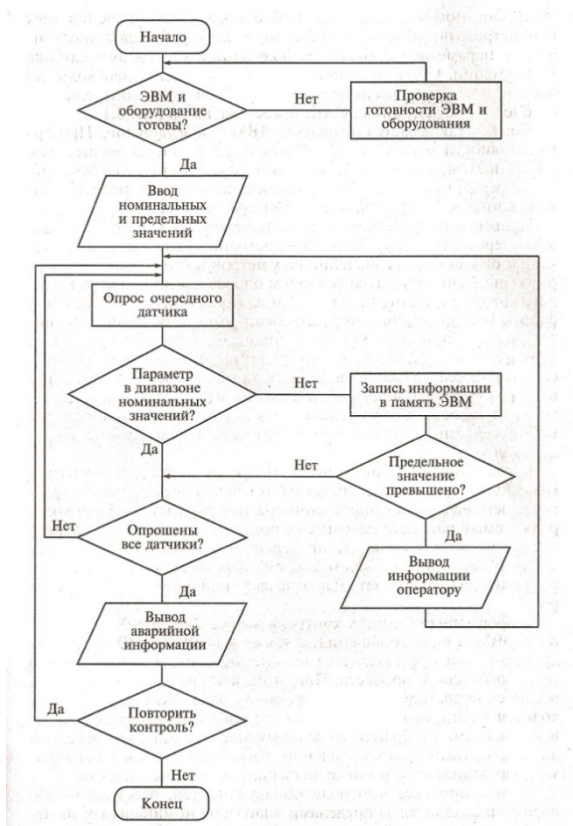 Начало
ЭВМ и
оборудование
готовы?
Нет
Проверка
готовности ЭВМ и
оборудования
Да
Ввод
номинальных
и предельных
значений
Опрос очередного
датчика
Параметр
в диапазоне
номинальных
значений?
Нет
Запись информации
в память ЭВМ
Да
Нет
Предельное
значение
превышено?
Нет
Опрошены
все датчики?
Да
Вывод
информации
оператору
Да
Вывод
аварийной
информации
Да
Повторить
контроль?
Нет
Конец